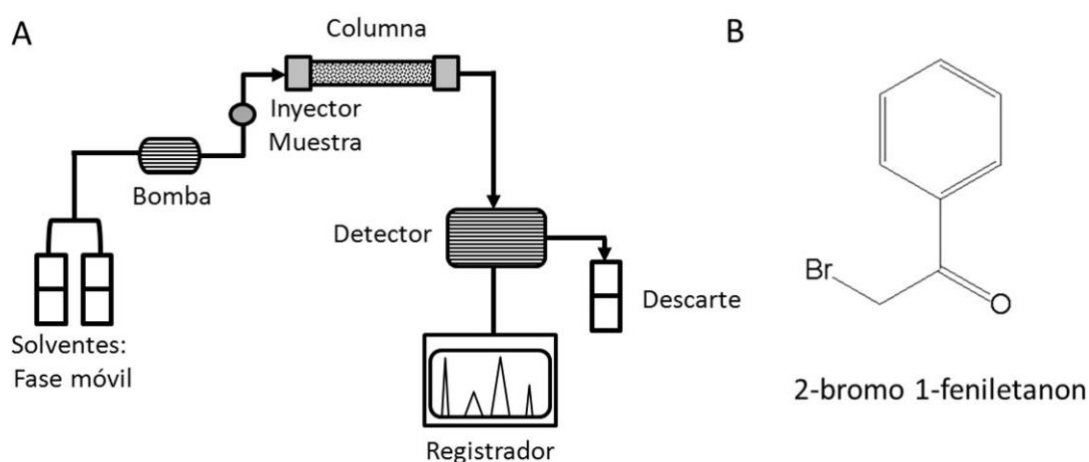 A
Columna
Inyector
Muestra
Bomba
Detector
Descarte
Solventes:
Fase móvil
Registrador
B
Br
O
2-bromo 1-feniletanon